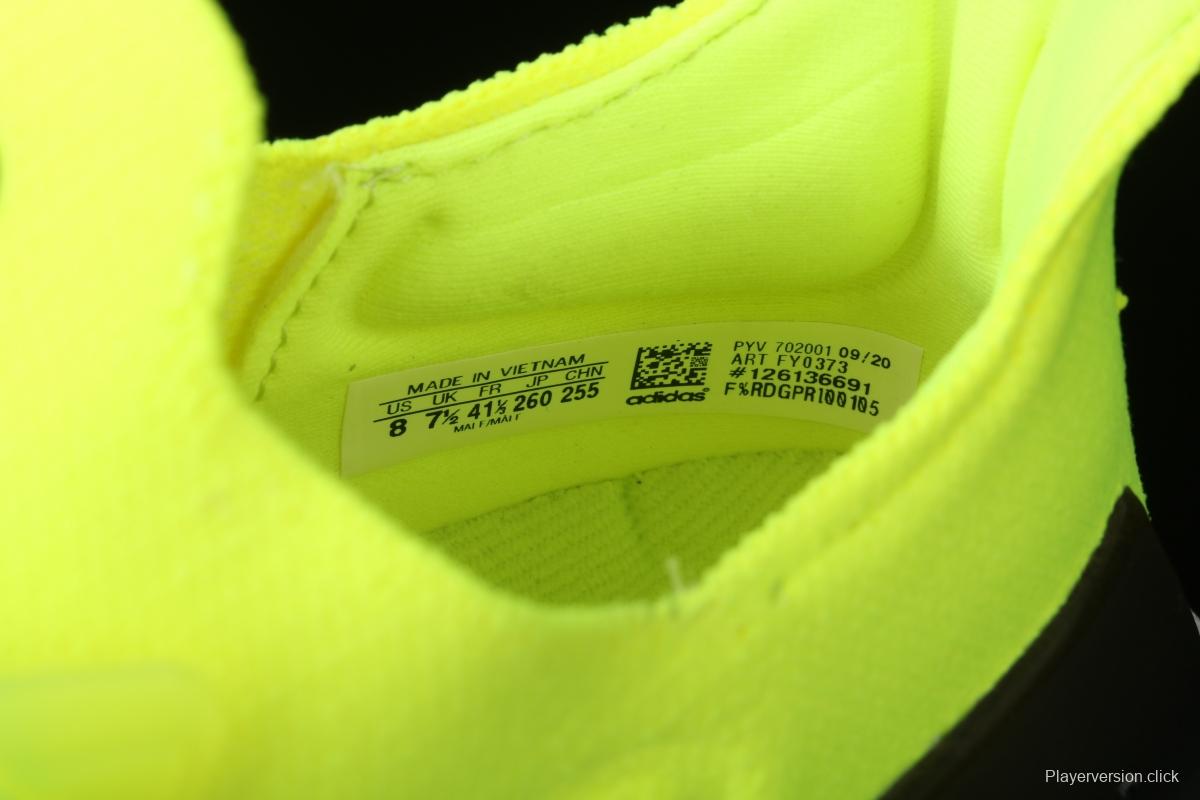 MADE IN VIETNAM
US UK FR JP CHN
8 7½ 41⅓ 260 255
MALE/MALE
adidas
PYV 702001 09/20
ART FY0373
#126136691
F%RDGPRl00105
Playerversion.click